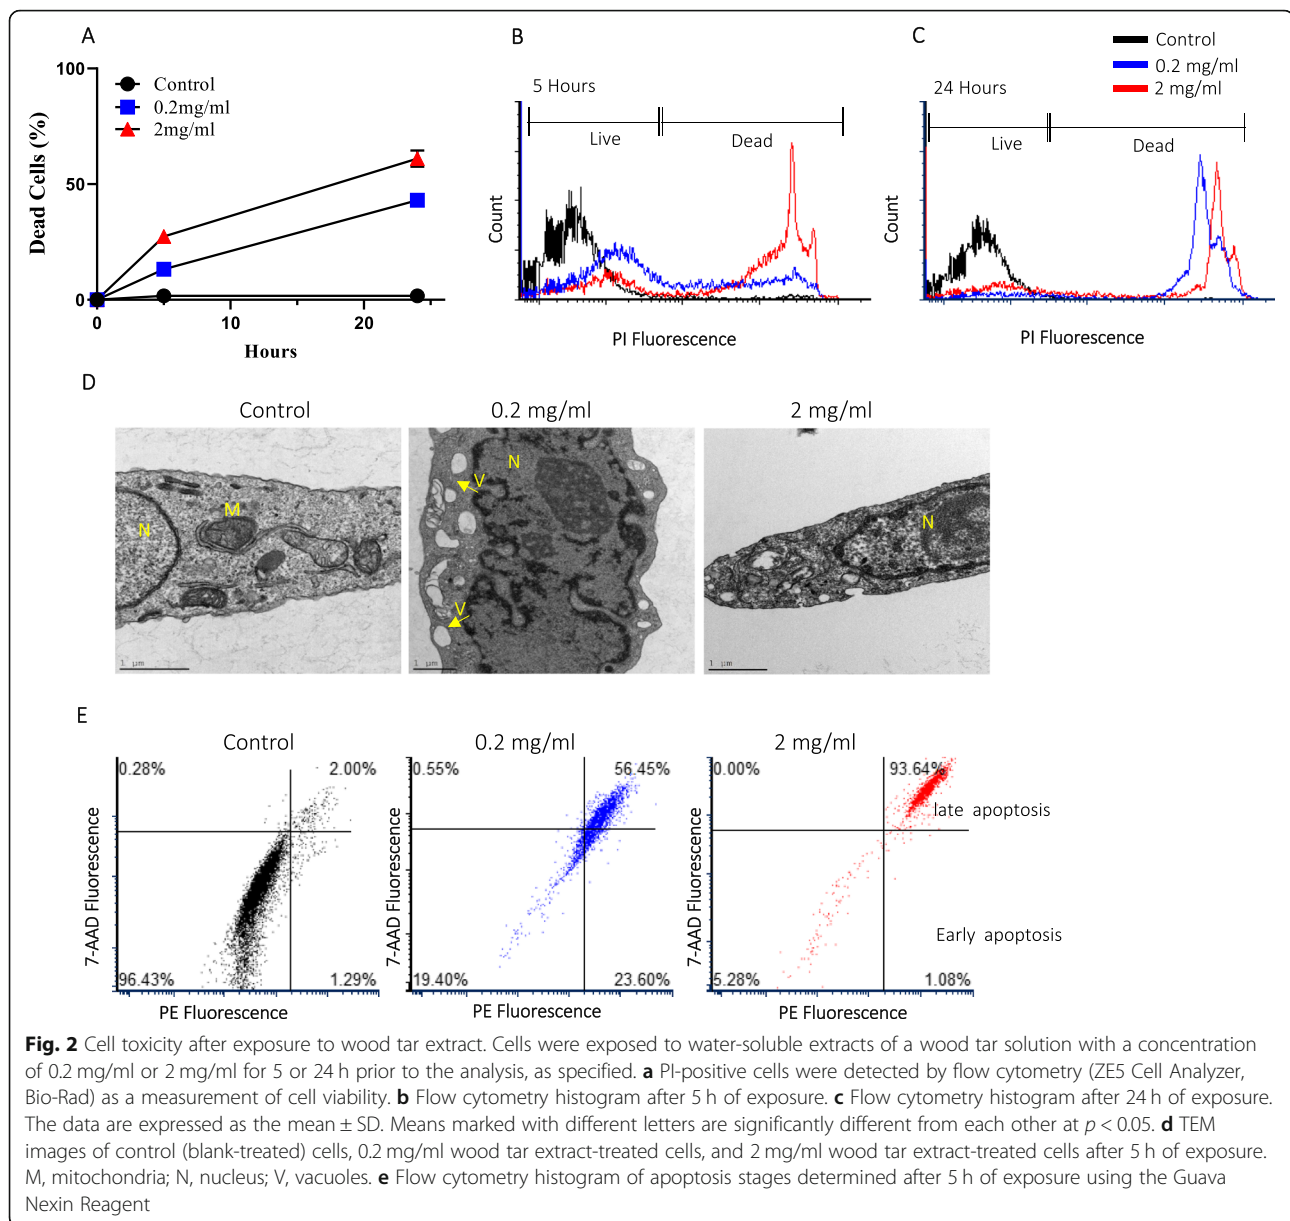 A
100
50
0
Dead Cells (%)
Control
0.2mg/ml
2mg/ml
0
10
20
Hours
B
5 Hours
Live
Dead
Count
PI Fluorescence
C
Control
0.2 mg/ml
2 mg/ml
24 Hours
Live
Dead
Count
PI Fluorescence
D
Control
0.2 mg/ml
2 mg/ml
N
M
1 µm
N
V
V
1 µm
N
1 µm
E
Control
0.28%
2.00%
96.43%
1.29%
7-AAD Fluorescence
PE Fluorescence
0.2 mg/ml
0.55%
56.45%
19.40%
23.60%
7-AAD Fluorescence
PE Fluorescence
2 mg/ml
0.00%
93.64%
late apoptosis
Early apoptosis
5.28%
1.08%
7-AAD Fluorescence
PE Fluorescence
Fig. 2 Cell toxicity after exposure to wood tar extract. Cells were exposed to water-soluble extracts of a wood tar solution with a concentration
of 0.2 mg/ml or 2 mg/ml for 5 or 24 h prior to the analysis, as specified. a PI-positive cells were detected by flow cytometry (ZE5 Cell Analyzer,
Bio-Rad) as a measurement of cell viability. b Flow cytometry histogram after 5 h of exposure. c Flow cytometry histogram after 24 h of exposure.
The data are expressed as the mean ± SD. Means marked with different letters are significantly different from each other at p < 0.05. d TEM
images of control (blank-treated) cells, 0.2 mg/ml wood tar extract-treated cells, and 2 mg/ml wood tar extract-treated cells after 5 h of exposure.
M, mitochondria; N, nucleus; V, vacuoles. e Flow cytometry histogram of apoptosis stages determined after 5 h of exposure using the Guava
Nexin Reagent